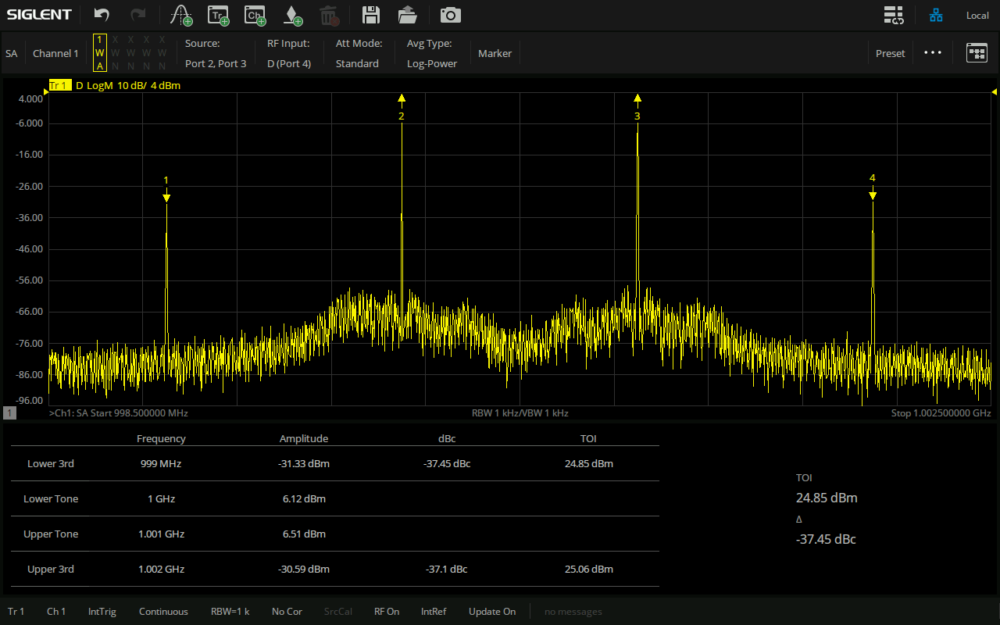 SIGLENT Tr Ch Local
SA Channel 1 1 W A X W N X W N X W N X W N Source: Port 2, Port 3 RF Input: D (Port 4) Att Mode: Standard Avg Type: Log-Power Marker Preset
Tr 1 D LogM 10 dB/ 4 dBm
4.000
-6.000
-16.00
-26.00
-36.00
-46.00
-56.00
-66.00
-76.00
-86.00
-96.00
1
2
3
4
1 >Ch1: SA Start 998.500000 MHz RBW 1 kHz/VBW 1 kHz Stop 1.002500000 GHz
Frequency Amplitude dBc TOI
Lower 3rd 999 MHz -31.33 dBm -37.45 dBc 24.85 dBm
Lower Tone 1 GHz 6.12 dBm
Upper Tone 1.001 GHz 6.51 dBm
Upper 3rd 1.002 GHz -30.59 dBm -37.1 dBc 25.06 dBm
TOI
24.85 dBm
Δ
-37.45 dBc
Tr 1 Ch 1 IntTrig Continuous RBW=1 k No Cor SrcCal RF On IntRef Update On no messages